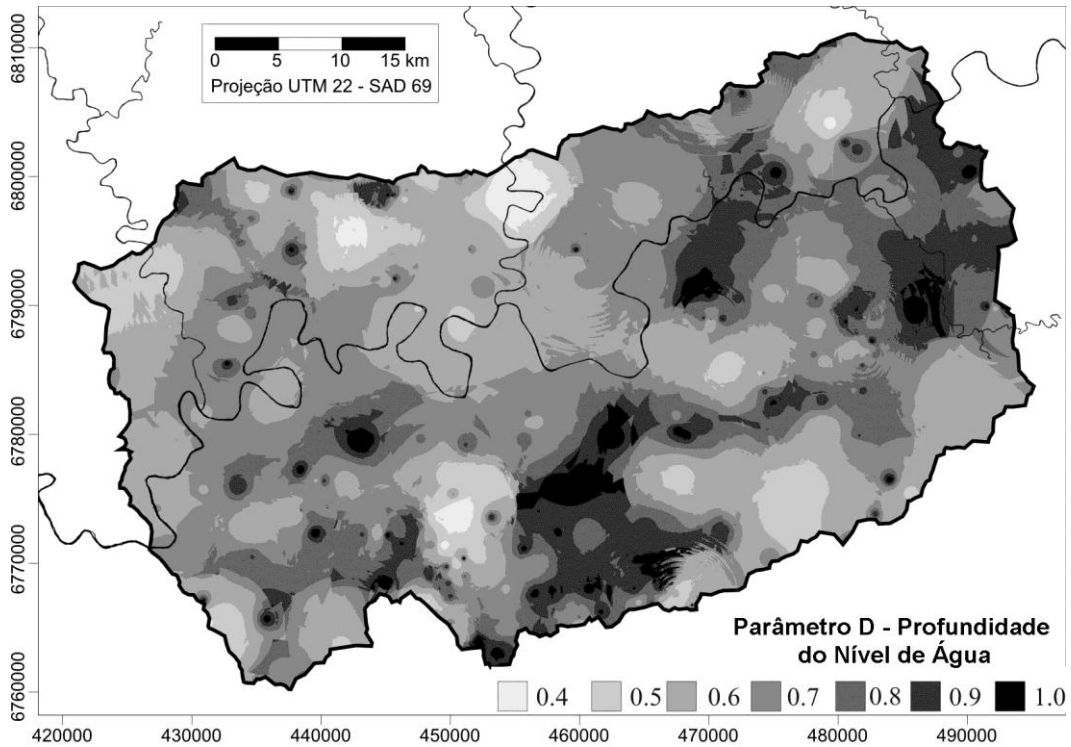 0 5 10 15 km
Projeção UTM 22 - SAD 69
6810000
6800000
6790000
6780000
6770000
6760000
Parâmetro D - Profundidade
do Nível de Água
0.4 0.5 0.6 0.7 0.8 0.9 1.0
420000 430000 440000 450000 460000 470000 480000 490000